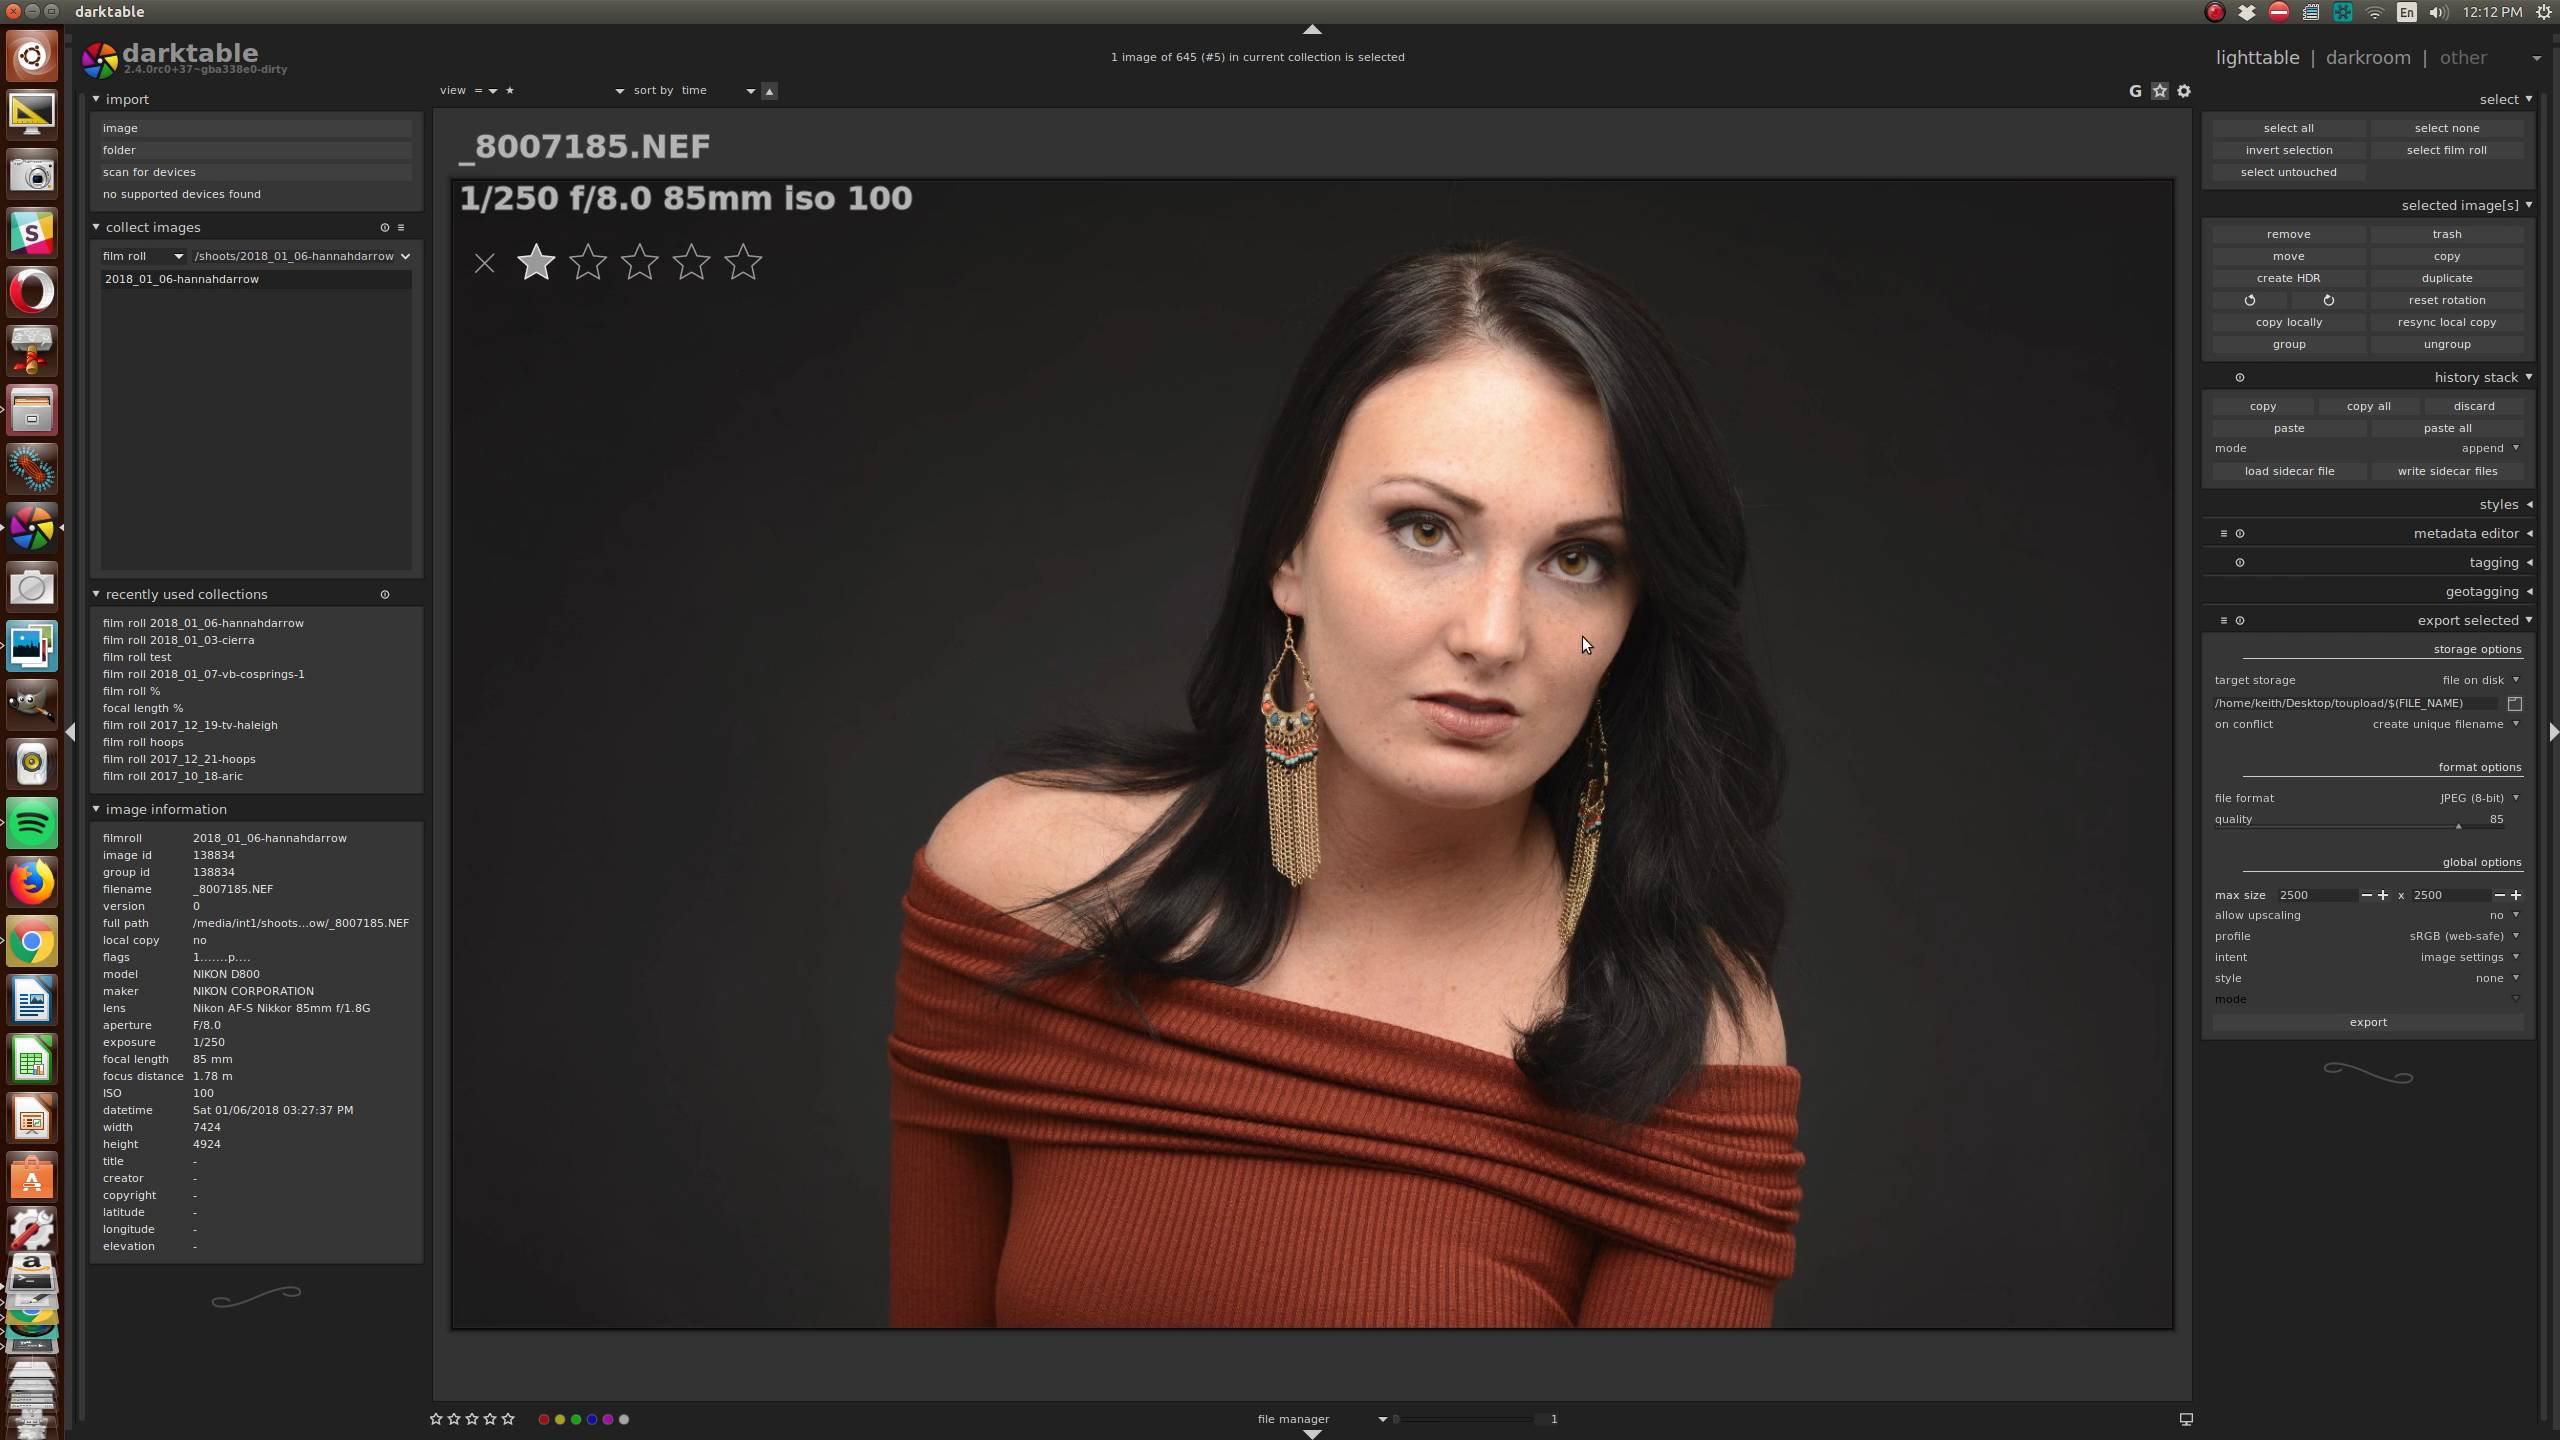 darktable
En
12:12 PM
darktable
2.4.0rc0+37~gba338e0-dirty
1 image of 645 (#5) in current collection is selected
lighttable | darkroom | other
view = ★
sort by time
G
import
image
folder
scan for devices
no supported devices found
collect images
film roll /shoots/2018_01_06-hannahdarrow
2018_01_06-hannahdarrow
recently used collections
film roll 2018_01_06-hannahdarrow
film roll 2018_01_03-cierra
film roll test
film roll 2018_01_07-vb-cosprings-1
film roll %
focal length %
film roll 2017_12_19-tv-haleigh
film roll hoops
film roll 2017_12_21-hoops
film roll 2017_10_18-aric
image information
filmroll 2018_01_06-hannahdarrow
image id 138834
group id 138834
filename _8007185.NEF
version 0
full path /media/int1/shoots...ow/_8007185.NEF
local copy no
flags 1.......p....
model NIKON D800
maker NIKON CORPORATION
lens Nikon AF-S Nikkor 85mm f/1.8G
aperture F/8.0
exposure 1/250
focal length 85 mm
focus distance 1.78 m
ISO 100
datetime Sat 01/06/2018 03:27:37 PM
width 7424
height 4924
title -
creator -
copyright -
latitude -
longitude -
elevation -
_8007185.NEF
1/250 f/8.0 85mm iso 100
file manager
1
select
select all select none
invert selection select film roll
select untouched
selected image[s]
remove trash
move copy
create HDR duplicate
reset rotation
copy locally resync local copy
group ungroup
history stack
copy copy all discard
paste paste all
mode append
load sidecar file write sidecar files
styles
metadata editor
tagging
geotagging
export selected
storage options
target storage file on disk
/home/keith/Desktop/toupload/$(FILE_NAME)
on conflict create unique filename
format options
file format JPEG (8-bit)
quality 85
global options
max size 2500 x 2500
allow upscaling no
profile sRGB (web-safe)
intent image settings
style none
mode
export